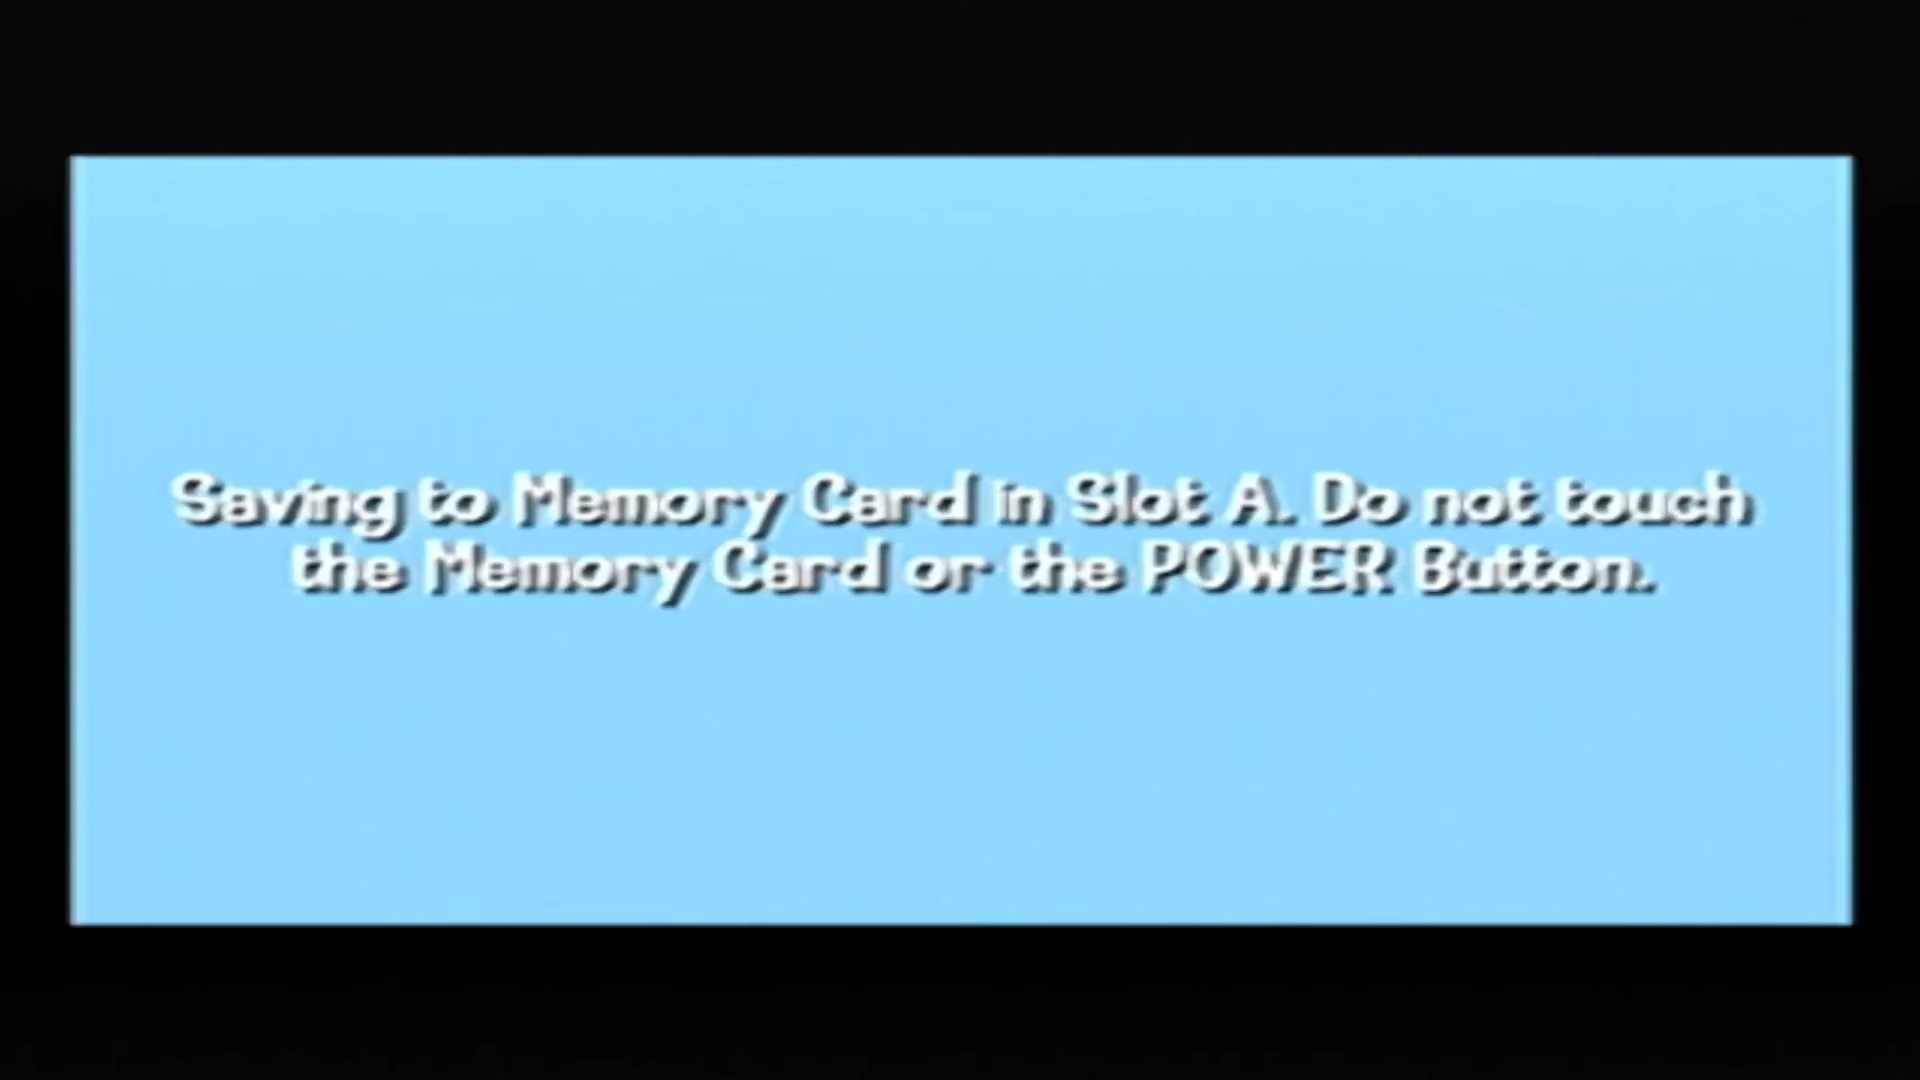 Saving to Memory Card in Slot A. Do not touch
the Memory Card or the POWER Button.